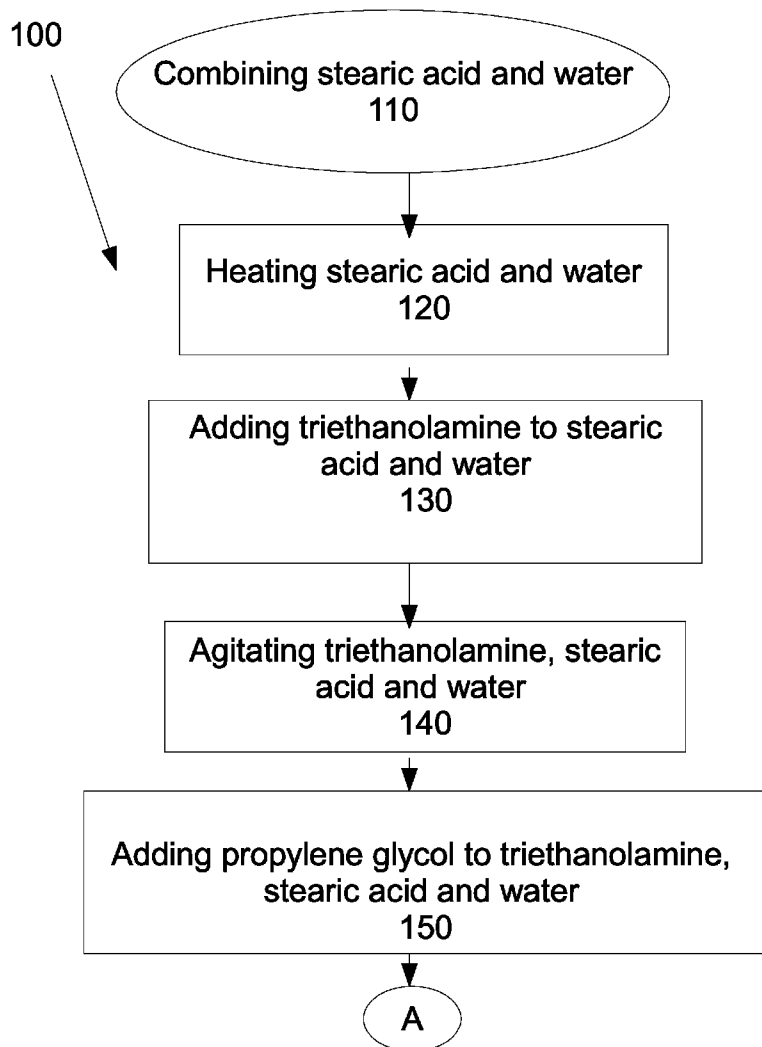 100
Combining stearic acid and water
110
Heating stearic acid and water
120
Adding triethanolamine to stearic
acid and water
130
Agitating triethanolamine, stearic
acid and water
140
Adding propylene glycol to triethanolamine,
stearic acid and water
150
A